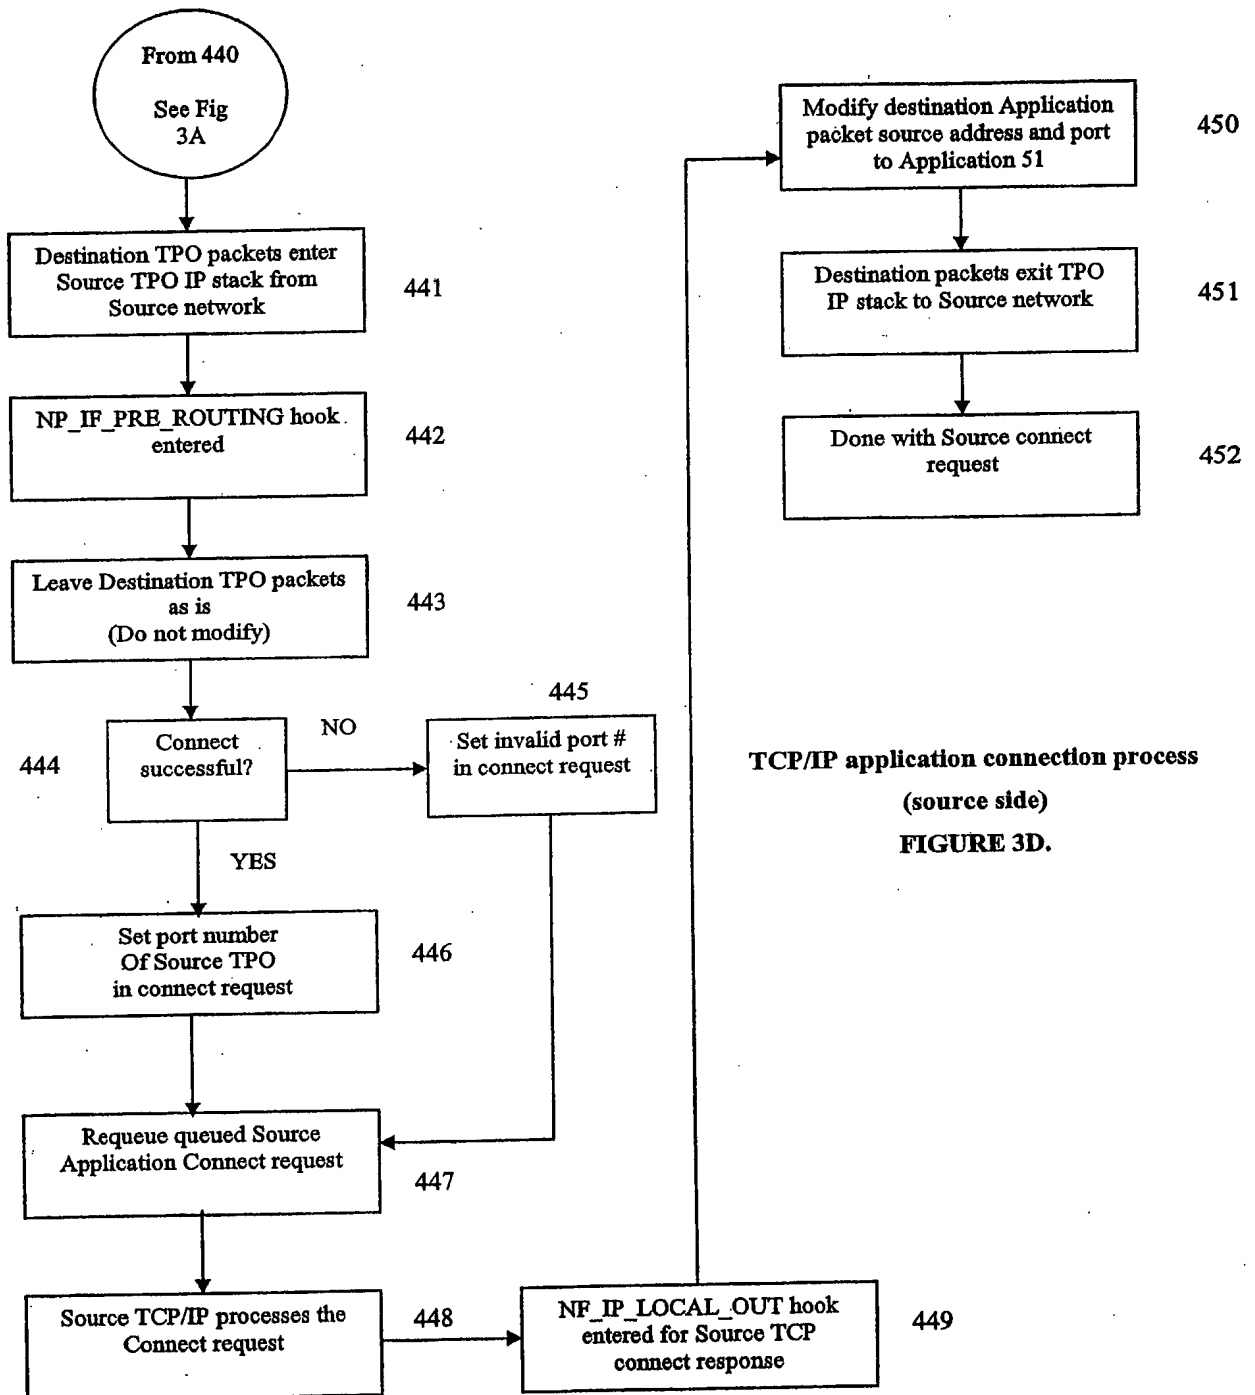 From 440
See Fig
3A
Destination TPO packets enter
Source TPO IP stack from
Source network
441
NP_IF_PRE_ROUTING hook
entered
442
Leave Destination TPO packets
as is
(Do not modify)
443
444
Connect
successful?
NO
445
Set invalid port #
in connect request
YES
Set port number
Of Source TPO
in connect request
446
Requeue queued Source
Application Connect request
447
Source TCP/IP processes the
Connect request
448
NF_IP_LOCAL_OUT hook
entered for Source TCP
connect response
449
Modify destination Application
packet source address and port
to Application 51
450
Destination packets exit TPO
IP stack to Source network
451
Done with Source connect
request
452
TCP/IP application connection process
(source side)
FIGURE 3D.